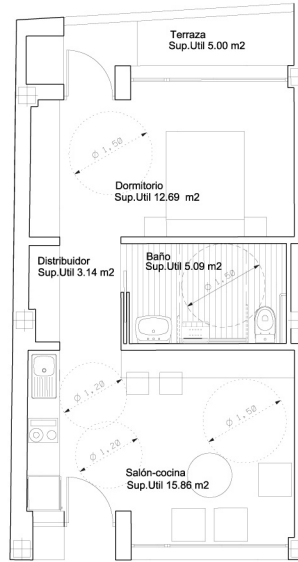 Terraza
Sup.Util 5.00 m2
Ø 1,50
Dormitorio
Sup.Util 12.69 m2
Distribuidor
Sup.Util 3.14 m2
Baño
Sup.Util 5.09 m2
Ø 1,50
Ø 1,20
Ø 1,50
Ø 1,20
Salón-cocina
Sup.Util 15.86 m2